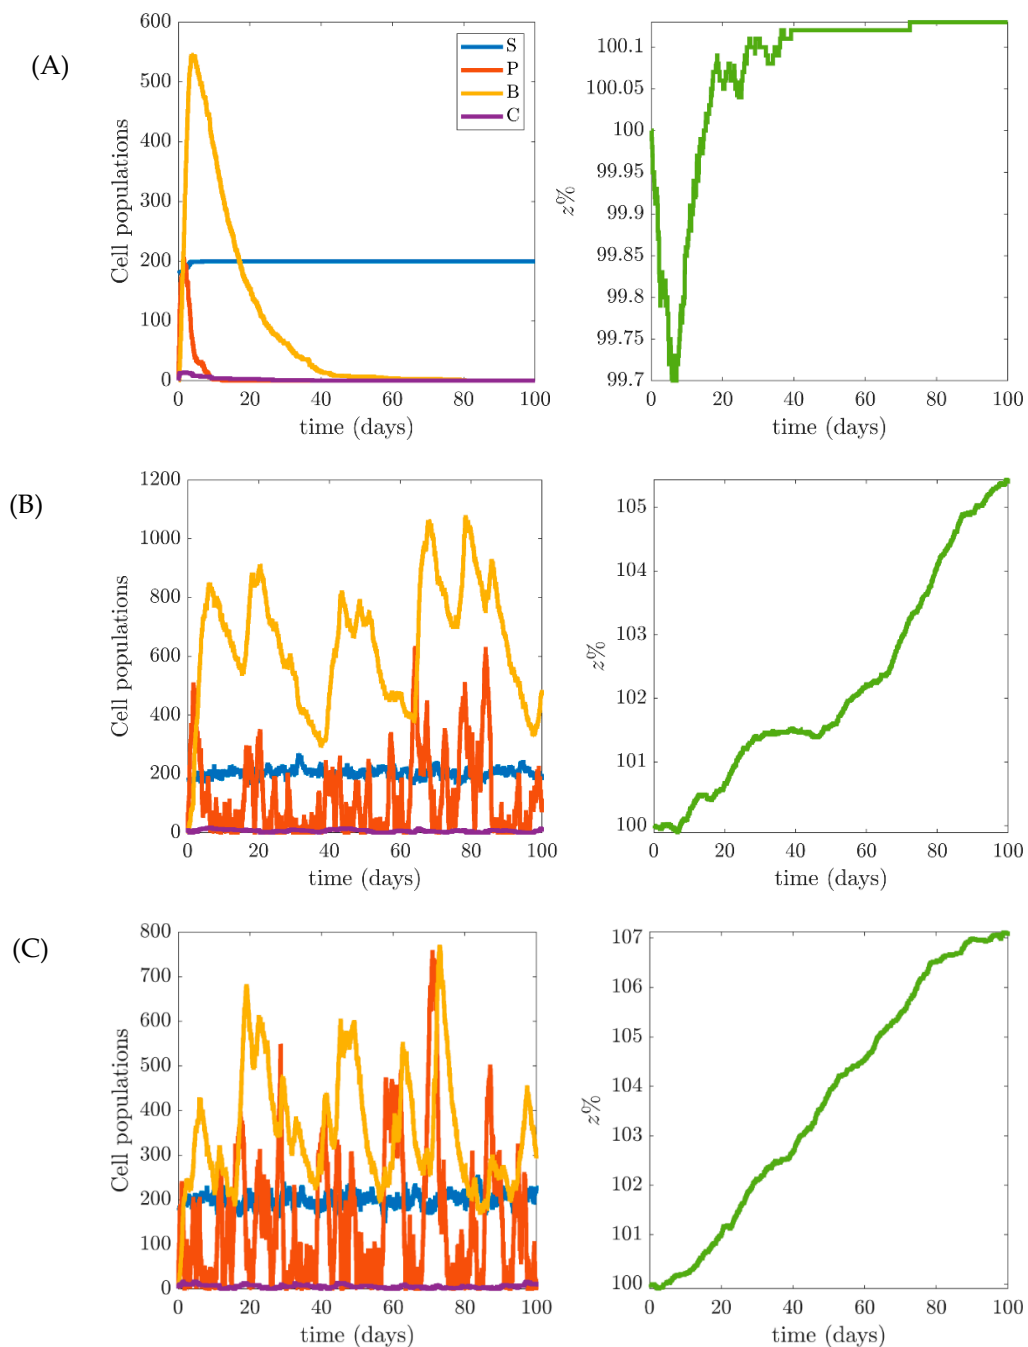 (A)
600
500
400
300
200
100
0
Cell populations
S
P
B
C
0 20 40 60 80 100
time (days)
100.1
100.05
100
99.95
99.9
99.85
99.8
99.75
99.7
z%
0 20 40 60 80 100
time (days)
(B)
1200
1000
800
600
400
200
0
Cell populations
0 20 40 60 80 100
time (days)
105
104
103
102
101
100
z%
0 20 40 60 80 100
time (days)
(C)
800
700
600
500
400
300
200
100
0
Cell populations
0 20 40 60 80 100
time (days)
107
106
105
104
103
102
101
100
z%
0 20 40 60 80 100
time (days)